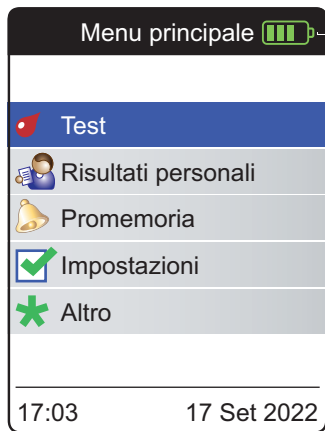 Menu principale
Test
Risultati personali
Promemoria
Impostazioni
Altro
17:03 17 Set 2022